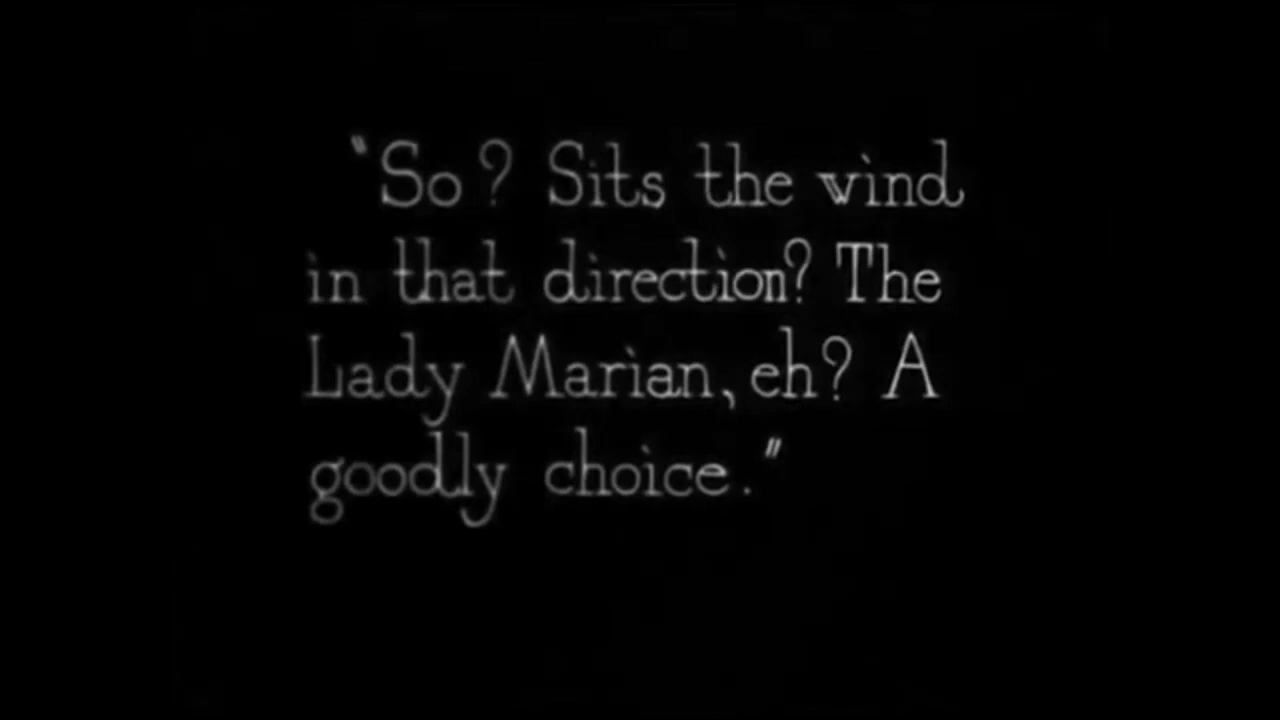 "So? Sits the wind
in that direction? The
Lady Marian, eh? A
goodly choice."